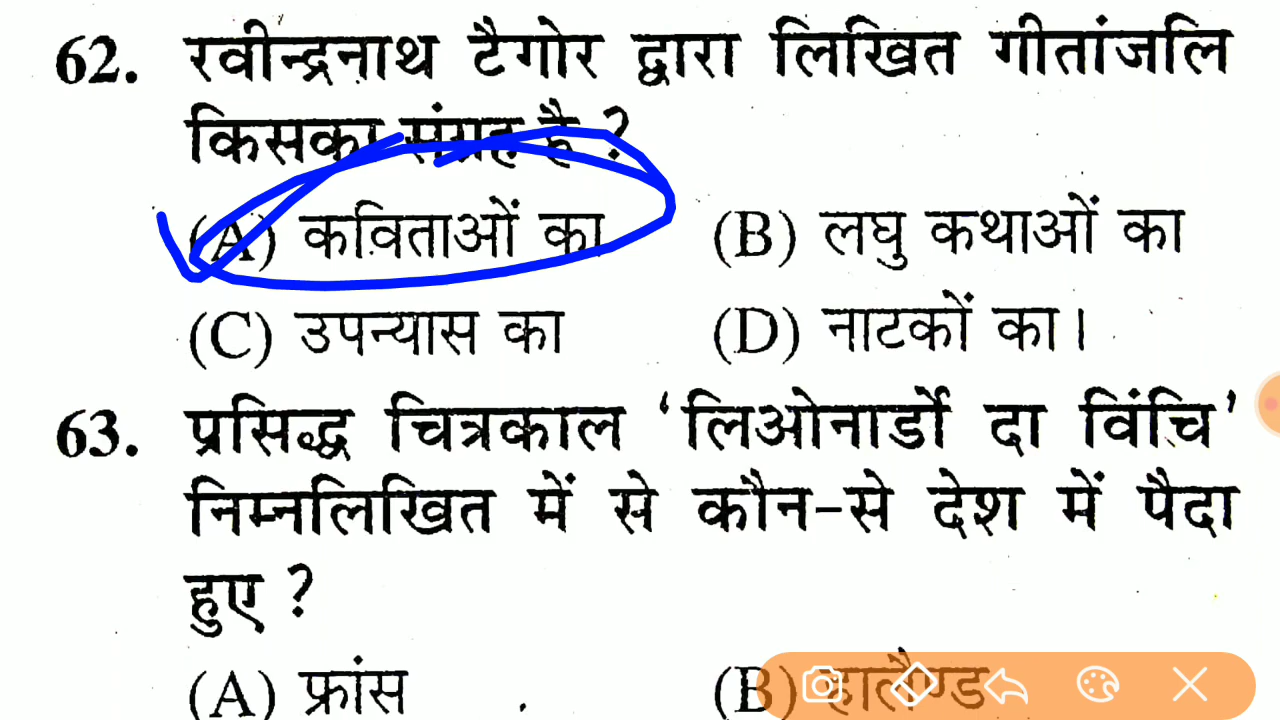 62. रवीन्द्रनाथ टैगोर द्वारा लिखित गीतांजलि
किसका संग्रह है ?
(A) कविताओं का (B) लघु कथाओं का
(C) उपन्यास का (D) नाटकों का।
63. प्रसिद्ध चित्रकाल ‘लिओनार्डो दा विंचि’
निम्नलिखित में से कौन-से देश में पैदा
हुए ?
(A) फ्रांस (B) हालैण्ड